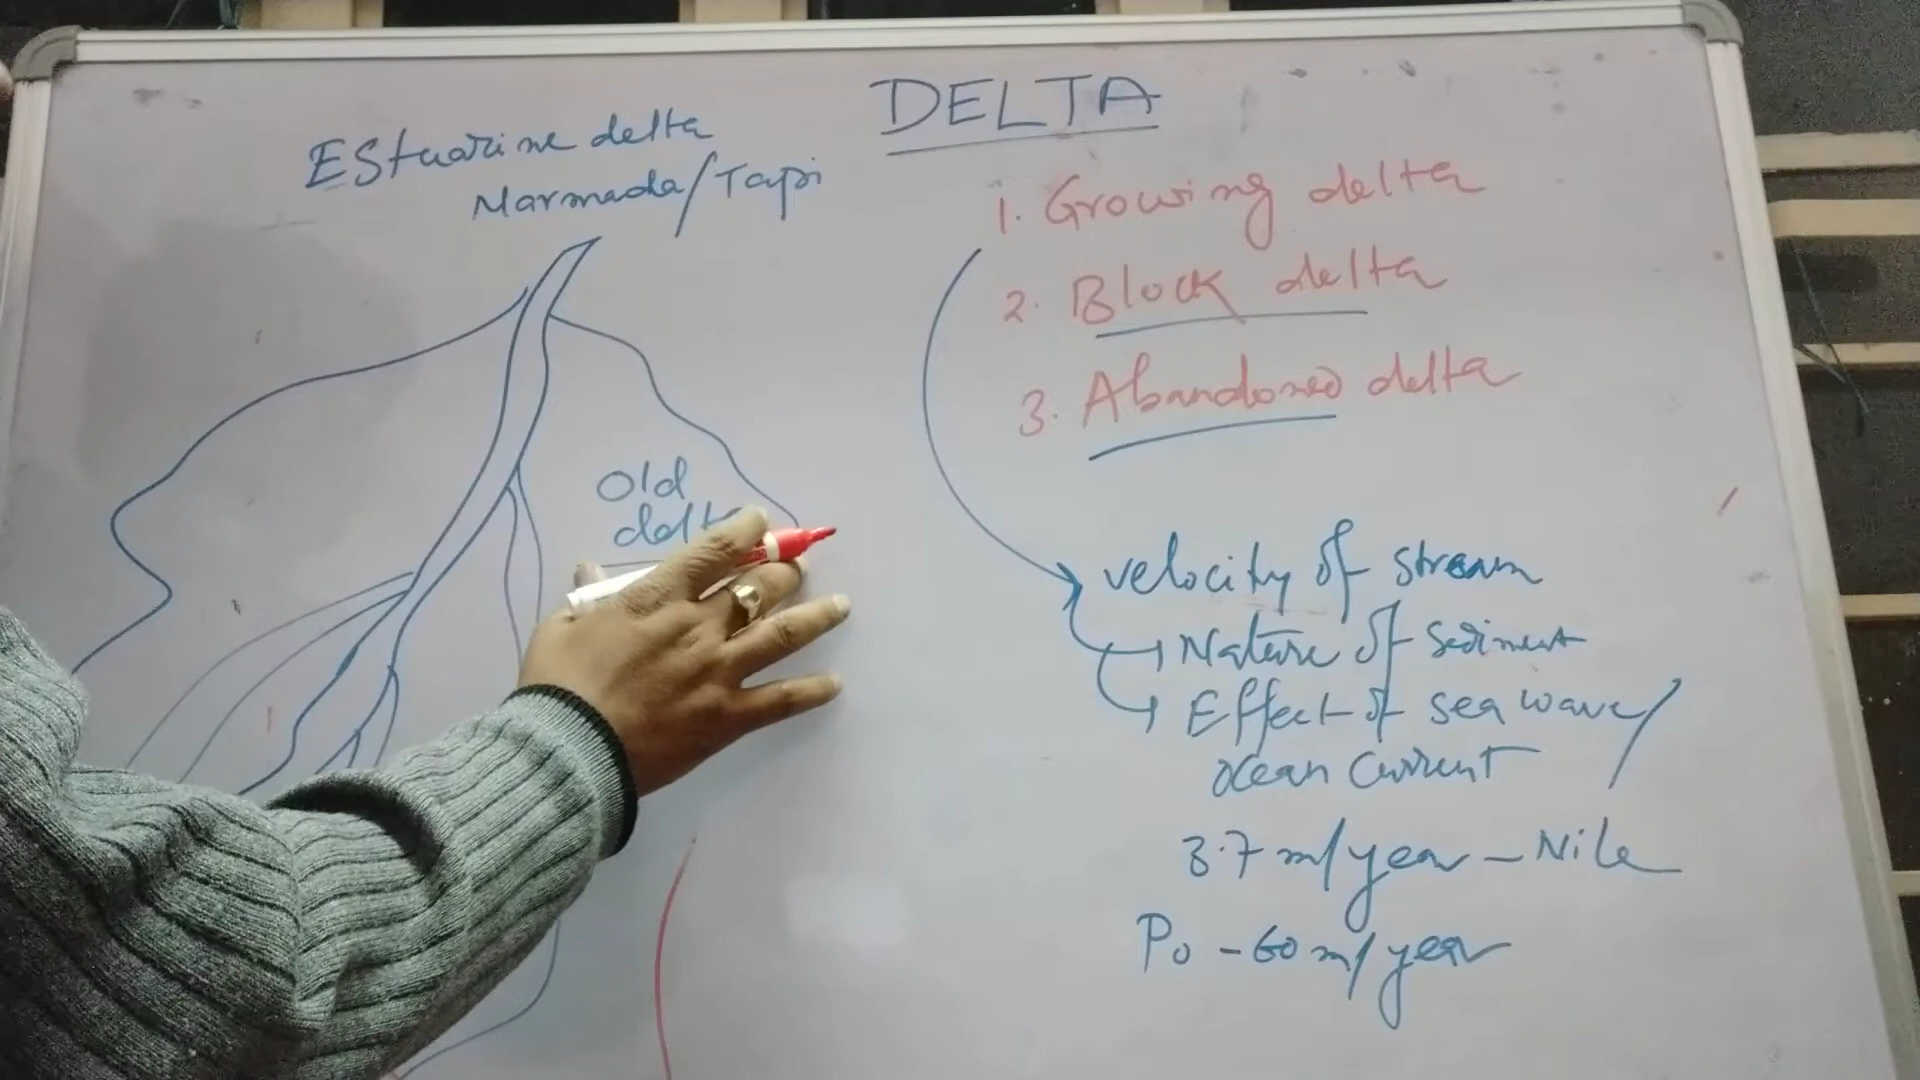 DELTA
Estuarine delta
Narmada/Tapi
1. Growing delta
2. Block delta
3. Abandoned delta
Old
delt
velocity of stream
Nature of Sediment
Effect of sea wave/
ocean current
3.7 m/year - Nile
Po - 60 m/year